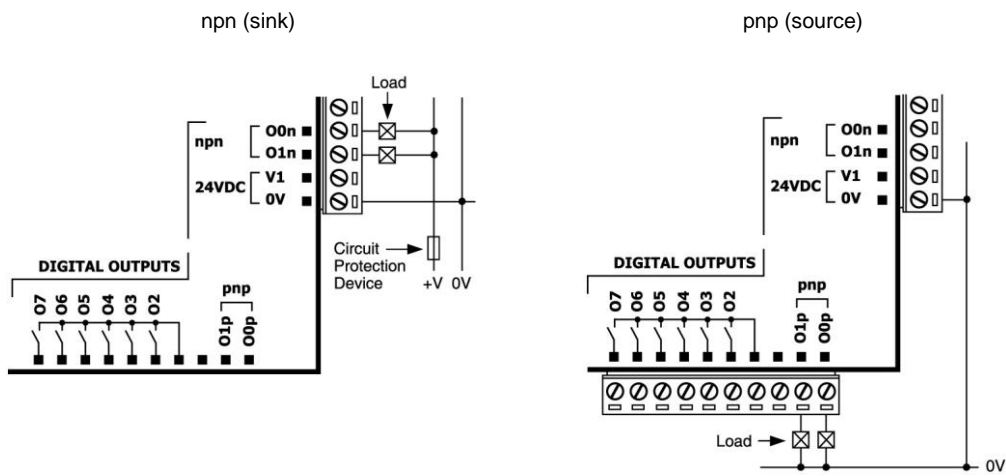 npn (sink)
Load
npn
O0n
O1n
24VDC
V1
0V
Circuit
Protection
Device
+V 0V
DIGITAL OUTPUTS
pnp
O7 O6 O5 O4 O3 O2 O1p O0p
pnp (source)
npn
O0n
O1n
24VDC
V1
0V
DIGITAL OUTPUTS
pnp
O7 O6 O5 O4 O3 O2 O1p O0p
Load
0V